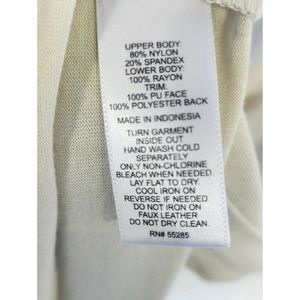 UPPER BODY:
80% NYLON
20% SPANDEX
LOWER BODY:
100% RAYON
TRIM:
100% PU FACE
100% POLYESTER BACK
MADE IN INDONESIA
TURN GARMENT
INSIDE OUT
HAND WASH COLD
SEPARATELY
ONLY NON-CHLORINE
BLEACH WHEN NEEDED.
LAY FLAT TO DRY.
COOL IRON ON
REVERSE IF NEEDED
DO NOT IRON ON
FAUX LEATHER
DO NOT DRY CLEAN.
RN# 55285